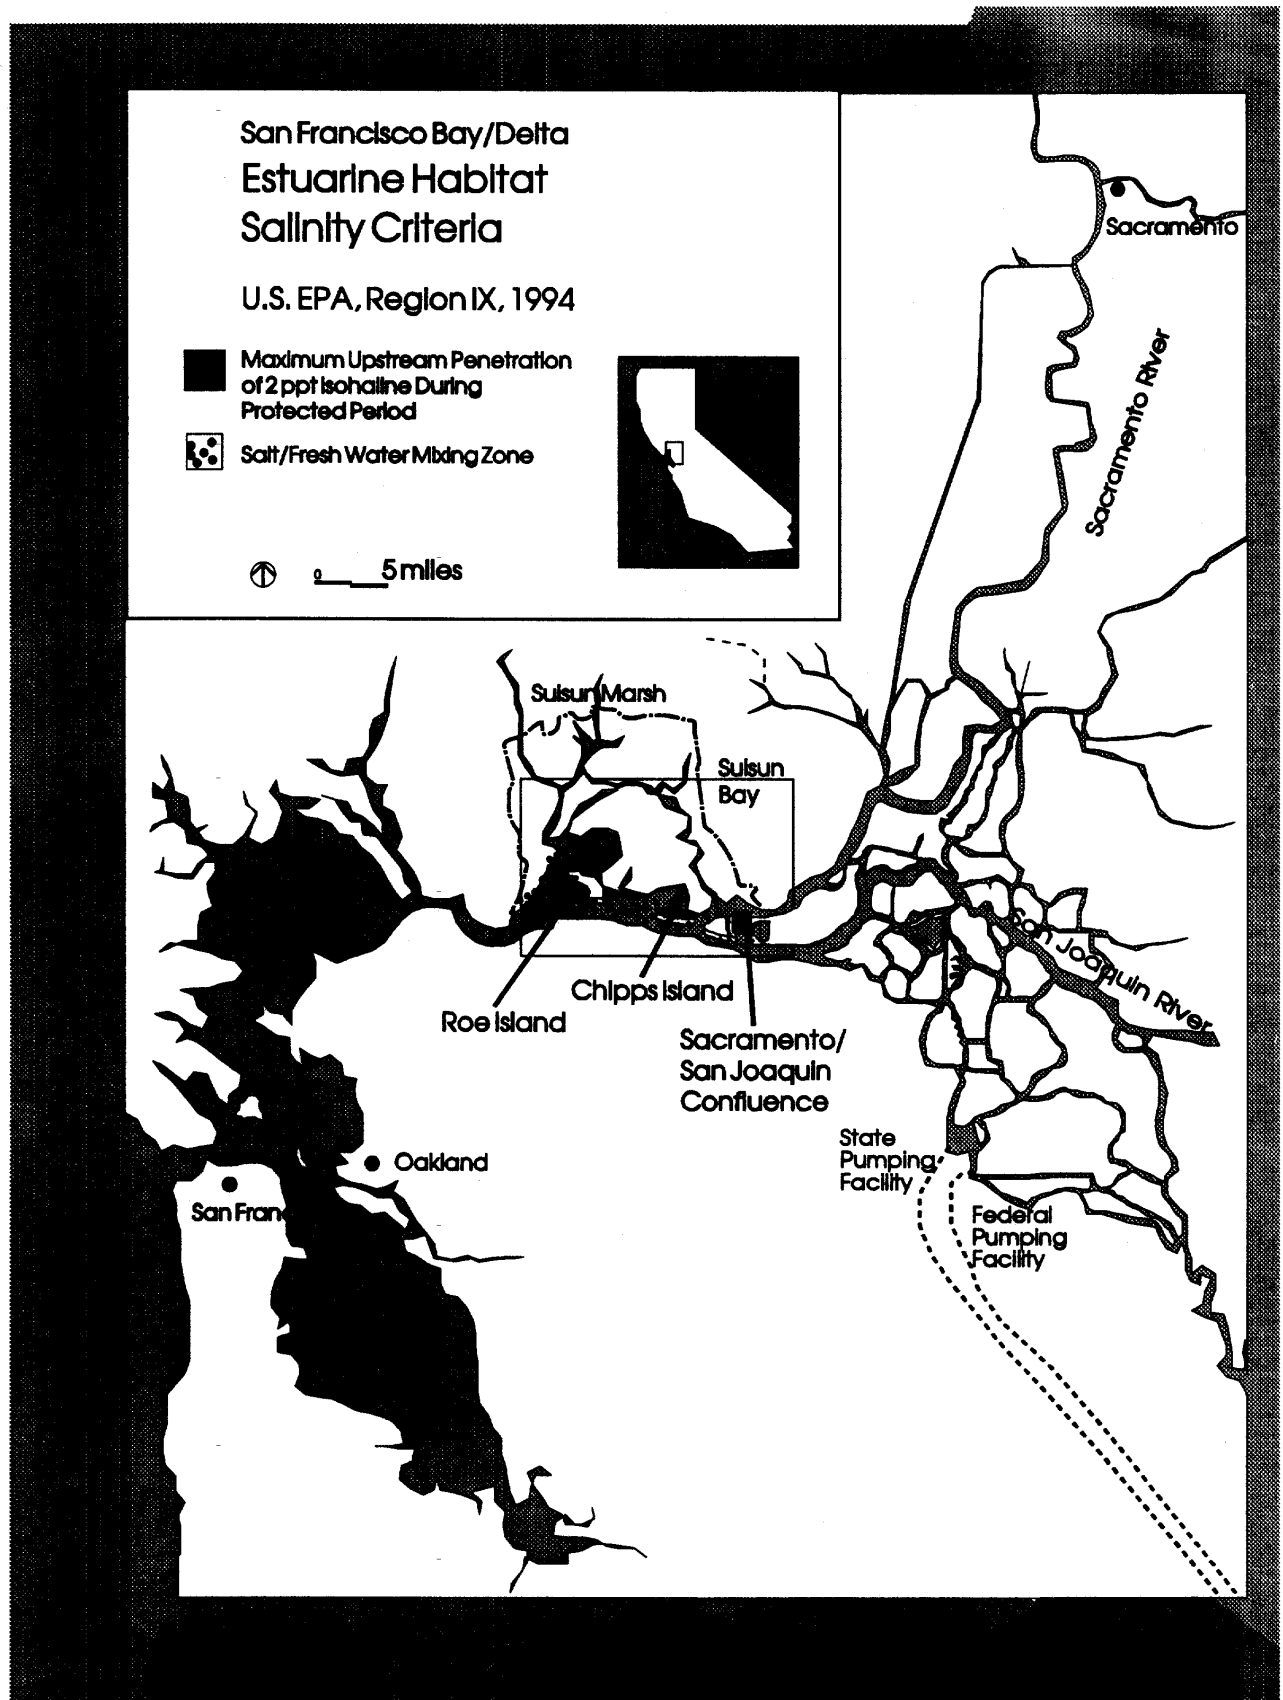 San Francisco Bay/Delta
Estuarine Habitat
Salinity Criteria
U.S. EPA, Region IX, 1994
Maximum Upstream Penetration
of 2 ppt Isohaline During
Protected Period
Salt/Fresh Water Mixing Zone
0 5 miles
Sacramento
Sacramento River
Suisun Marsh
Suisun
Bay
San Joaquin River
Chipps Island
Roe Island
Sacramento/
San Joaquin
Confluence
State
Pumping
Facility
Oakland
San Fran
Federal
Pumping
Facility